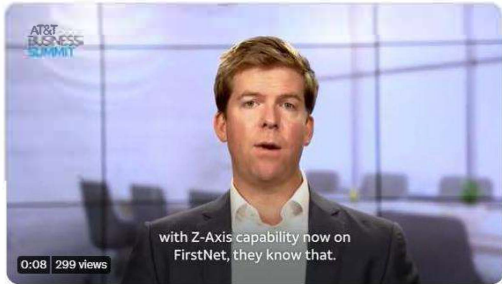 AT&T
BUSINESS
SUMMIT
with Z-Axis capability now on
FirstNet, they know that.
0:08 299 views